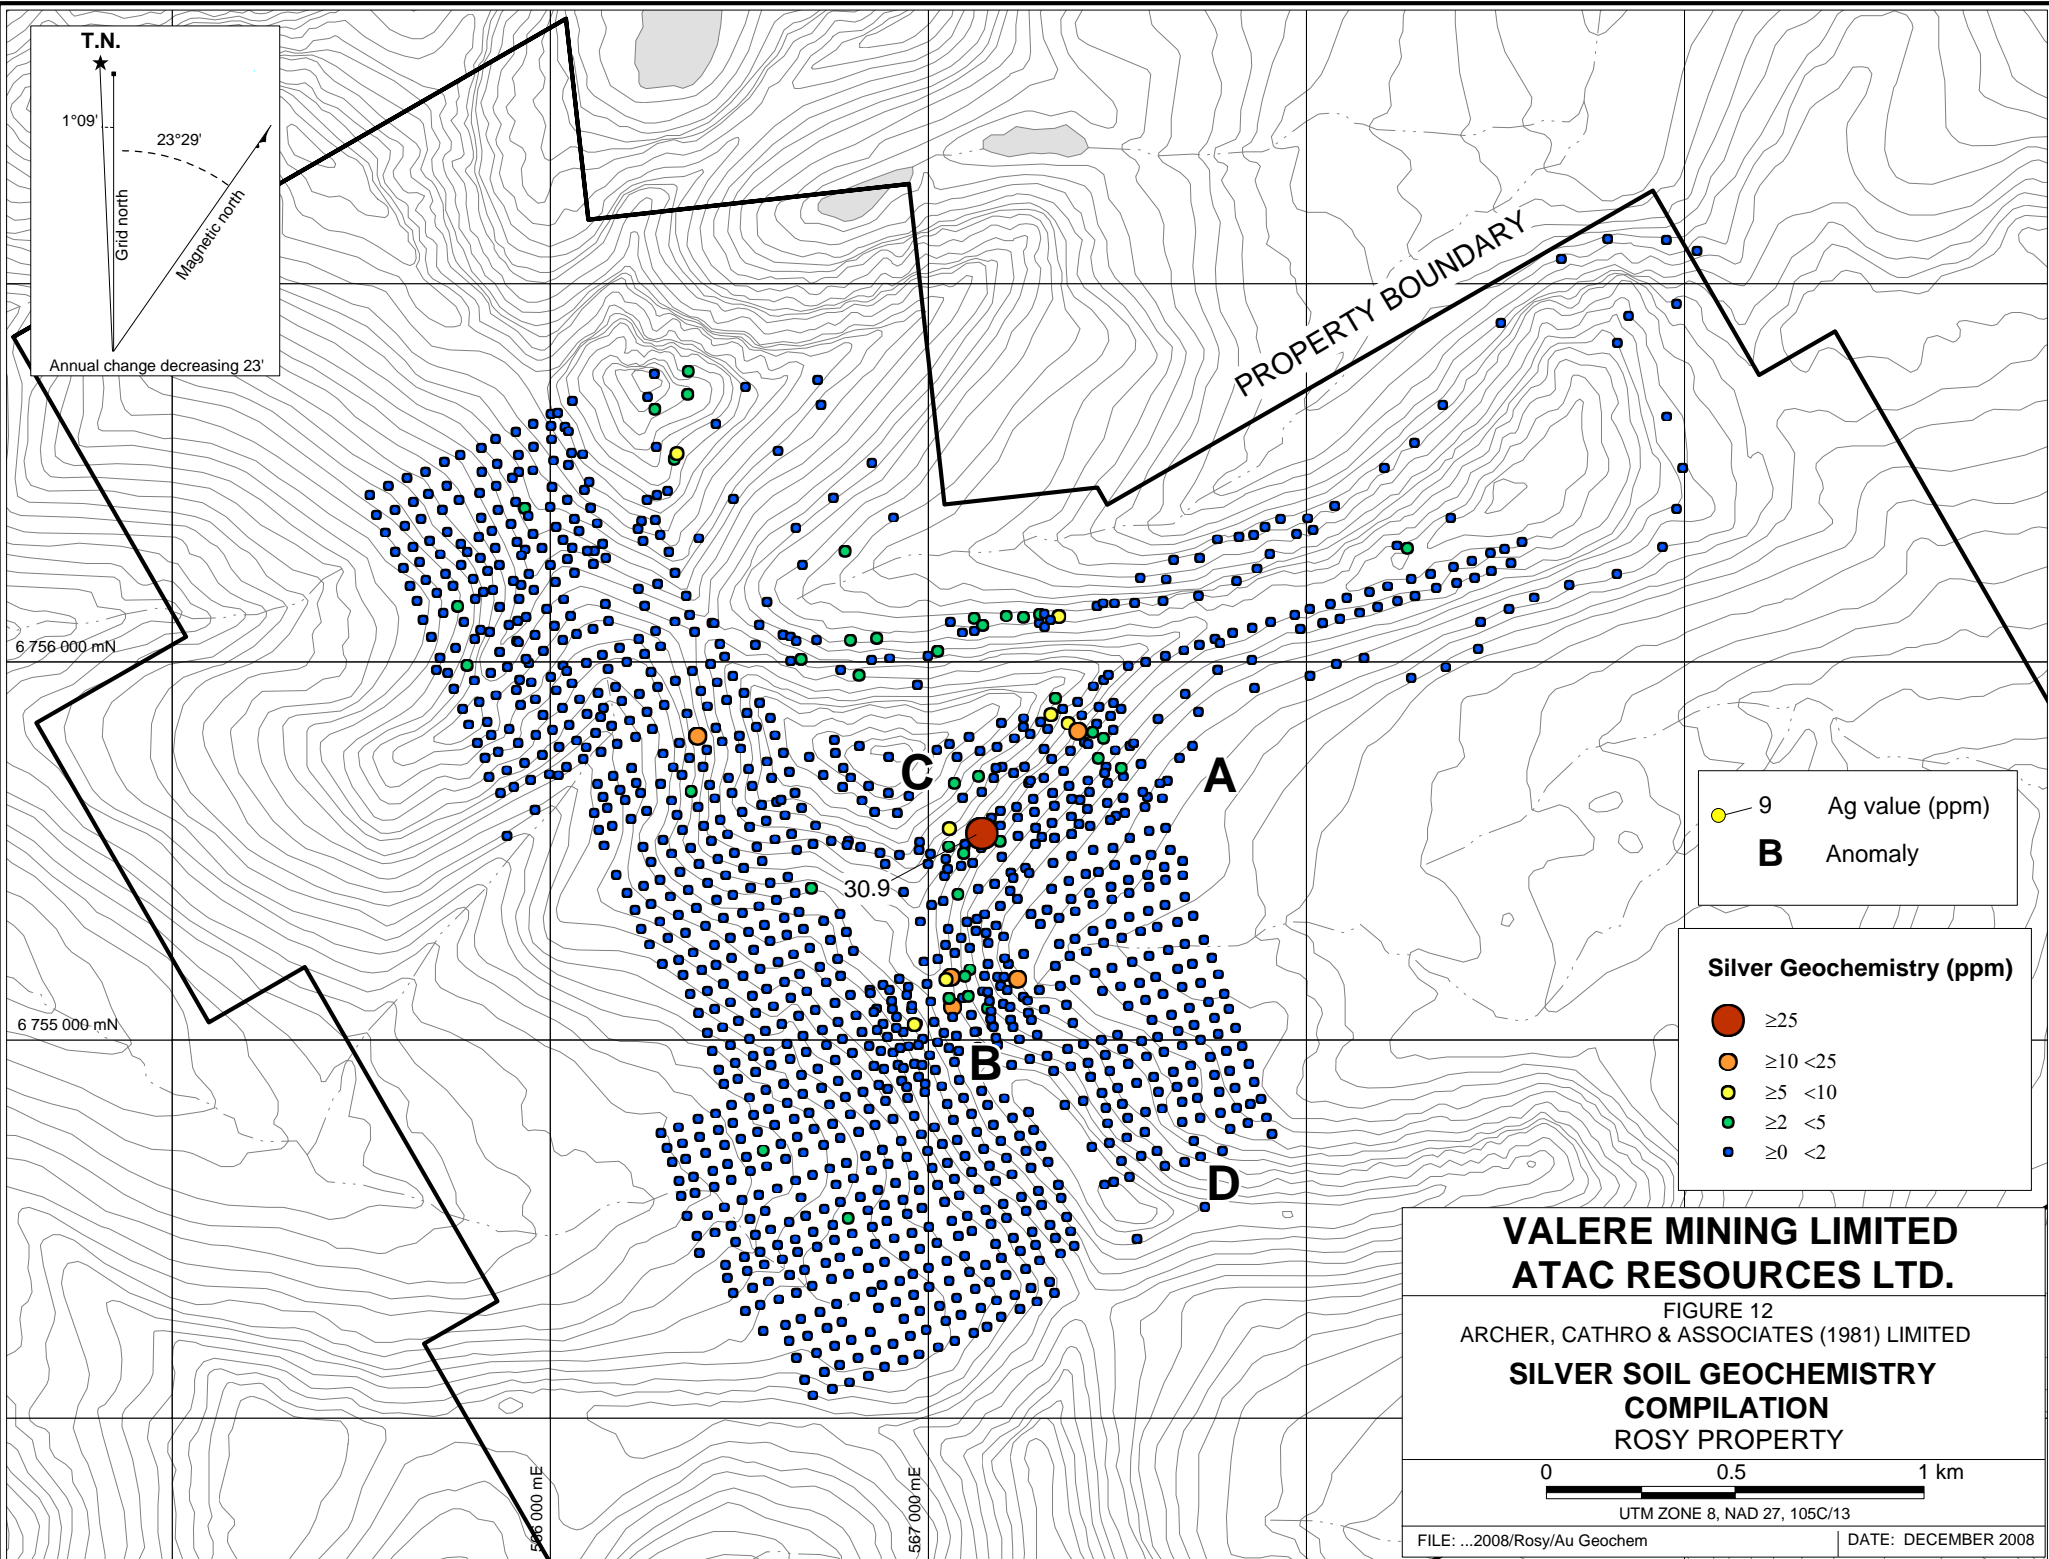 T.N.
1°09'
23°29'
Grid north
Magnetic north
Annual change decreasing 23'
PROPERTY BOUNDARY
6 756 000 mN
C
A
30.9
9 Ag value (ppm)
B Anomaly
Silver Geochemistry (ppm)
≥25
≥10 <25
≥5 <10
≥2 <5
≥0 <2
6 755 000 mN
B
D
566 000 mE
567 000 mE
VALERE MINING LIMITED
ATAC RESOURCES LTD.
FIGURE 12
ARCHER, CATHRO & ASSOCIATES (1981) LIMITED
SILVER SOIL GEOCHEMISTRY
COMPILATION
ROSY PROPERTY
0 0.5 1 km
UTM ZONE 8, NAD 27, 105C/13
FILE: ...2008/Rosy/Au Geochem DATE: DECEMBER 2008